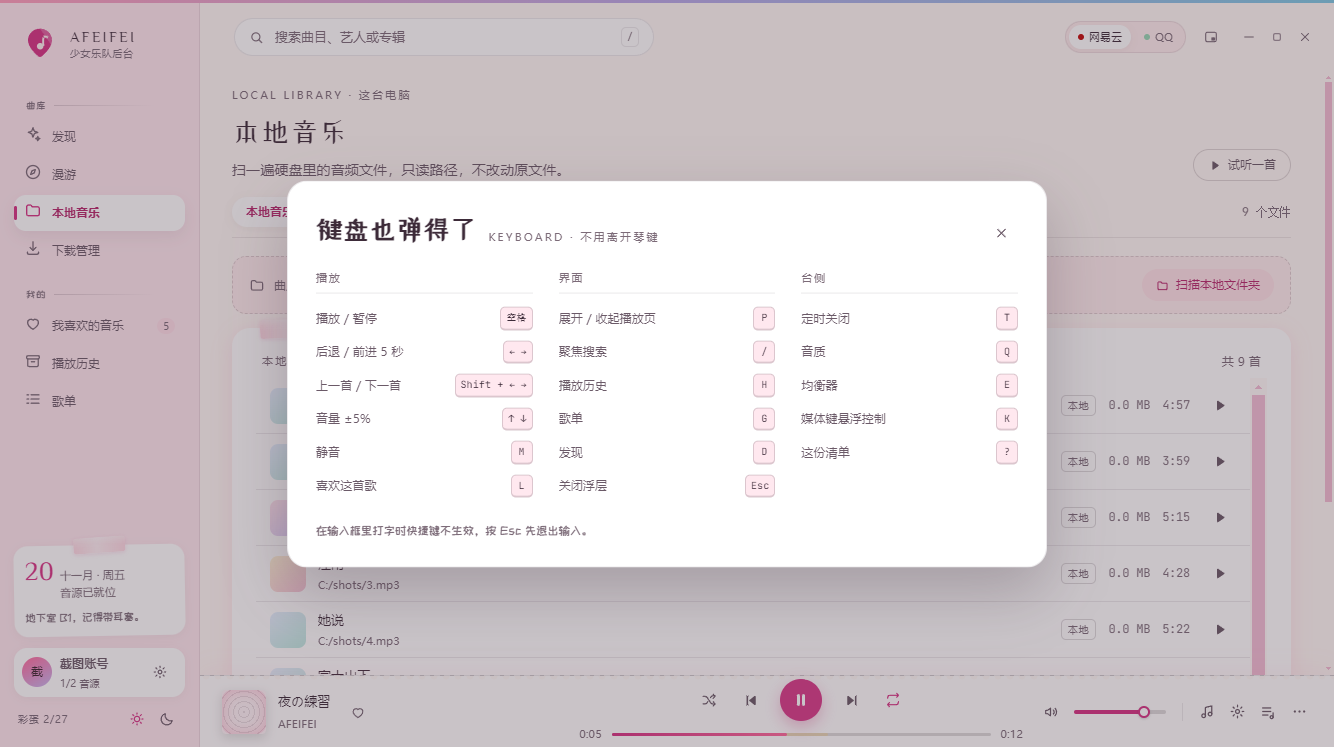 AFEIFEI
少女乐队后台
搜索曲目、艺人或专辑
/
网易云
QQ
曲库
发现
漫游
本地音乐
下载管理
我的
我喜欢的音乐
5
播放历史
歌单
20
十一月 · 周五
音源已就位
截
截图账号
1/2 音源
彩蛋 2/27
LOCAL LIBRARY · 这台电脑
本地音乐
扫一遍硬盘里的音频文件，只读路径，不改动原文件。
试听一首
本地音乐
9 个文件
曲
扫描本地文件夹
本地
共 9 首
键盘也弹得了
KEYBOARD · 不用离开琴键
播放
播放 / 暂停
空格
后退 / 前进 5 秒
← →
上一首 / 下一首
Shift + ← →
音量 ±5%
↑ ↓
静音
M
喜欢这首歌
L
界面
展开 / 收起播放页
P
聚焦搜索
/
播放历史
H
歌单
G
发现
D
关闭浮层
Esc
台侧
定时关闭
T
音质
Q
均衡器
E
媒体键悬浮控制
K
这份清单
?
在输入框里打字时快捷键不生效，按 Esc 先退出输入。
本地 0.0 MB 4:57
本地 0.0 MB 3:59
本地 0.0 MB 5:15
C:/shots/3.mp3
本地 0.0 MB 4:28
她说
C:/shots/4.mp3
本地 0.0 MB 5:22
夜の練習
AFEIFEI
0:05
0:12